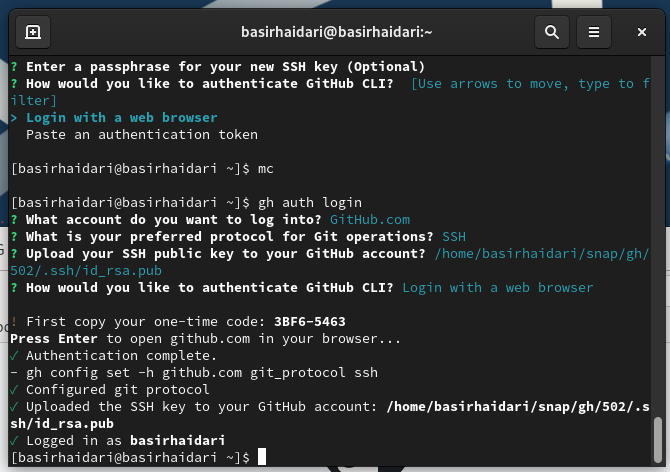 basirhaidari@basirhaidari:~
? Enter a passphrase for your new SSH key (Optional)
? How would you like to authenticate GitHub CLI?  [Use arrows to move, type to f
ilter]
> Login with a web browser
  Paste an authentication token
[basirhaidari@basirhaidari ~]$ mc
[basirhaidari@basirhaidari ~]$ gh auth login
? What account do you want to log into? GitHub.com
? What is your preferred protocol for Git operations? SSH
? Upload your SSH public key to your GitHub account? /home/basirhaidari/snap/gh/
502/.ssh/id_rsa.pub
? How would you like to authenticate GitHub CLI? Login with a web browser
! First copy your one-time code: 3BF6-5463
Press Enter to open github.com in your browser...
✓ Authentication complete.
- gh config set -h github.com git_protocol ssh
✓ Configured git protocol
✓ Uploaded the SSH key to your GitHub account: /home/basirhaidari/snap/gh/502/.s
sh/id_rsa.pub
✓ Logged in as basirhaidari
[basirhaidari@basirhaidari ~]$